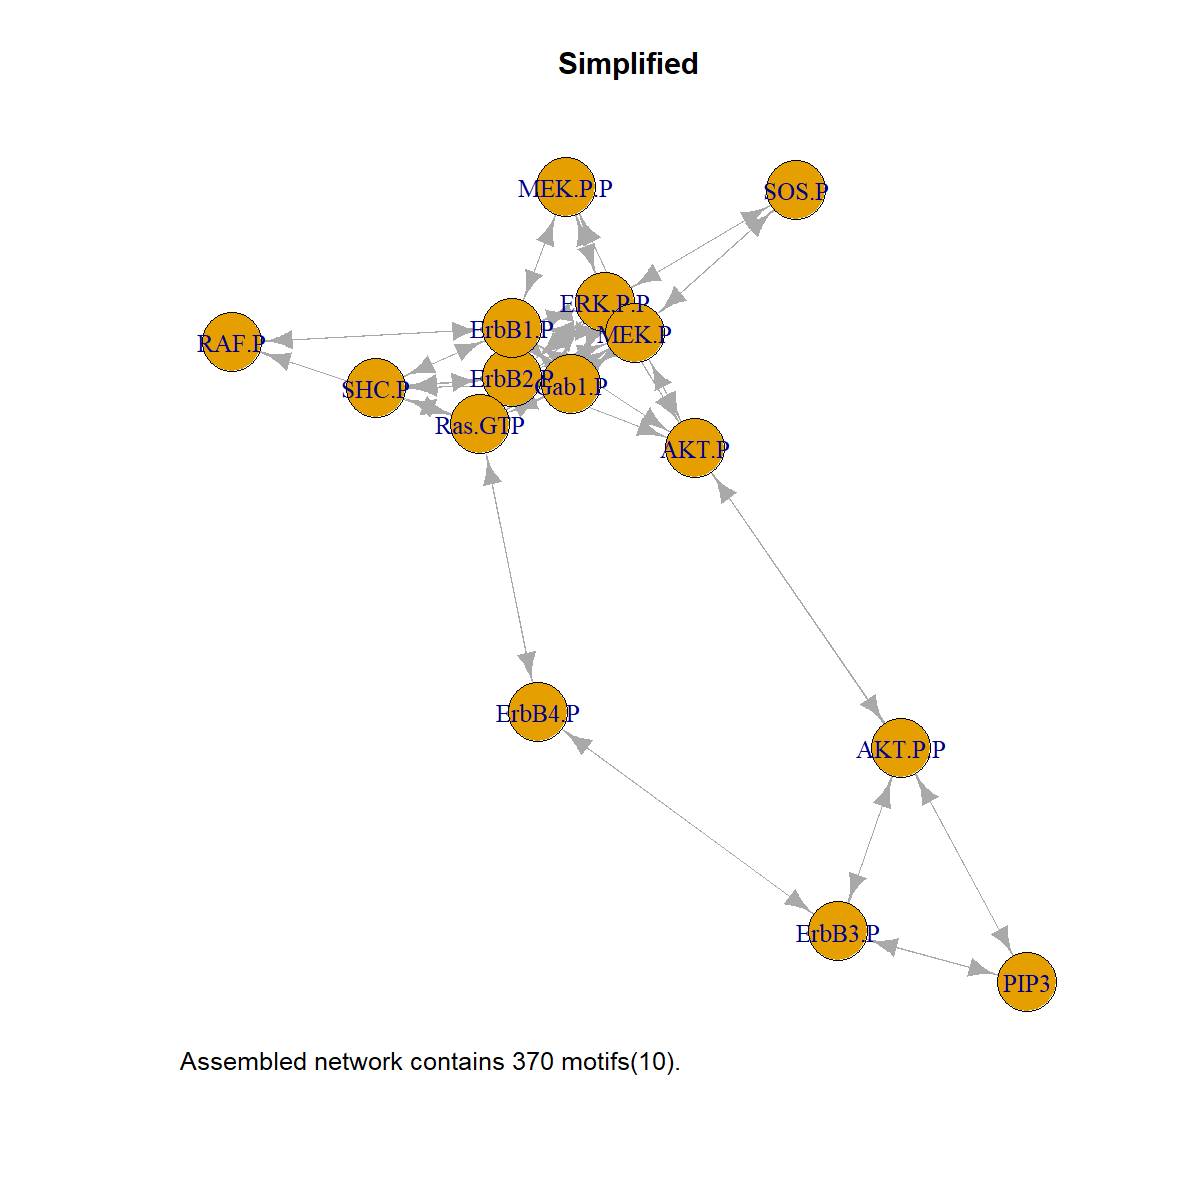 Simplified
MEK.P.P
SOS.P
ERK.P.P
ErbB1.P
MEK.P
RAF.P
SHC.P
ErbB2.P
Gab1.P
Ras.GTP
AKT.P
ErbB4.P
AKT.P.P
ErbB3.P
PIP3
Assembled network contains 370 motifs(10).